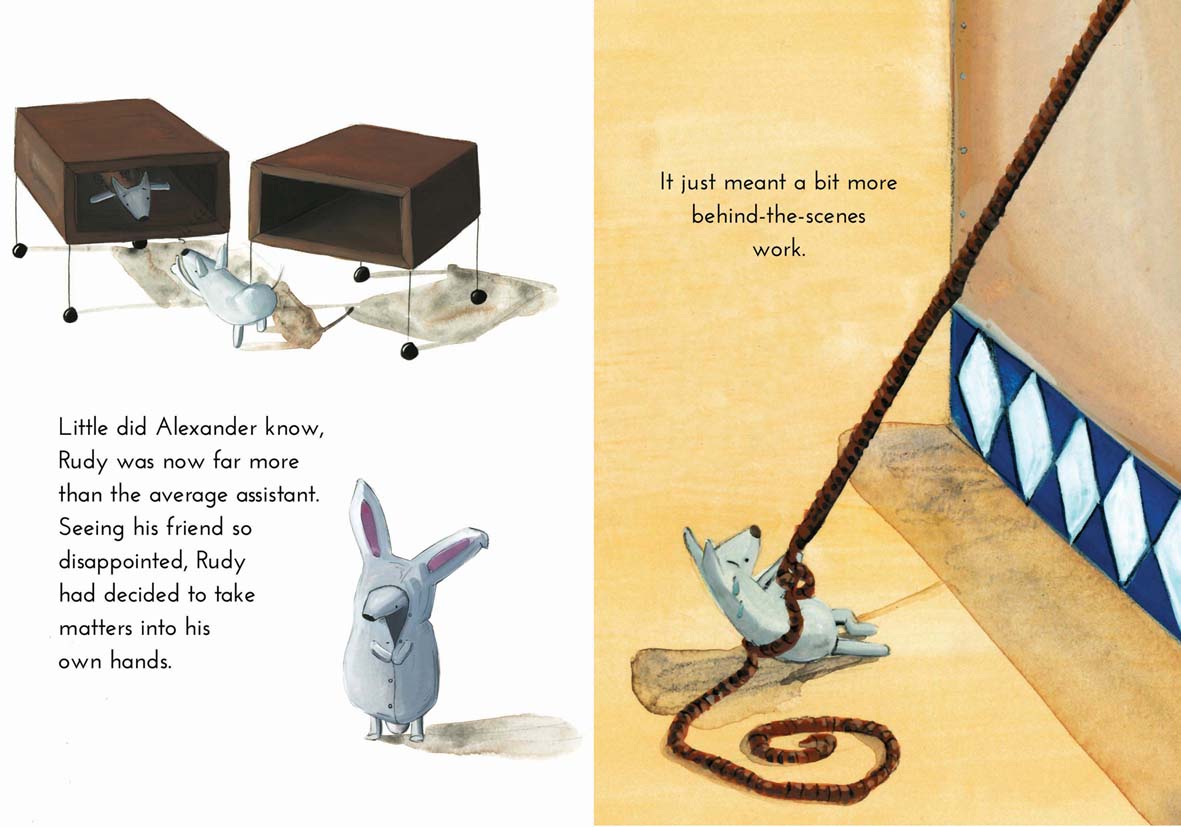 Little did Alexander know,
Rudy was now far more
than the average assistant.
Seeing his friend so
disappointed, Rudy
had decided to take
matters into his
own hands.
It just meant a bit more
behind-the-scenes
work.